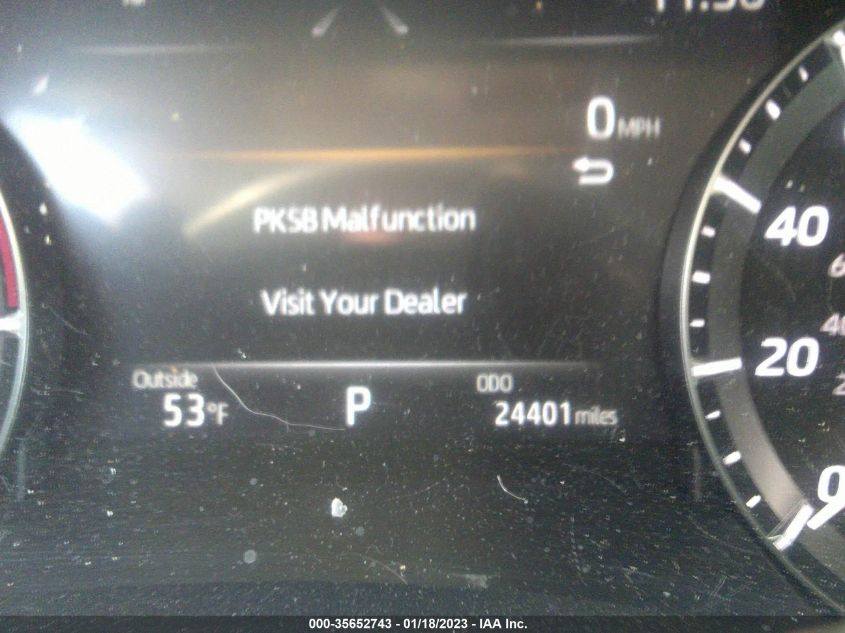 0 MPH
PKSB Malfunction
Visit Your Dealer
Outside
53°F
P
ODO
24401 miles
40
20
000-35652743 - 01/18/2023 - IAA Inc.